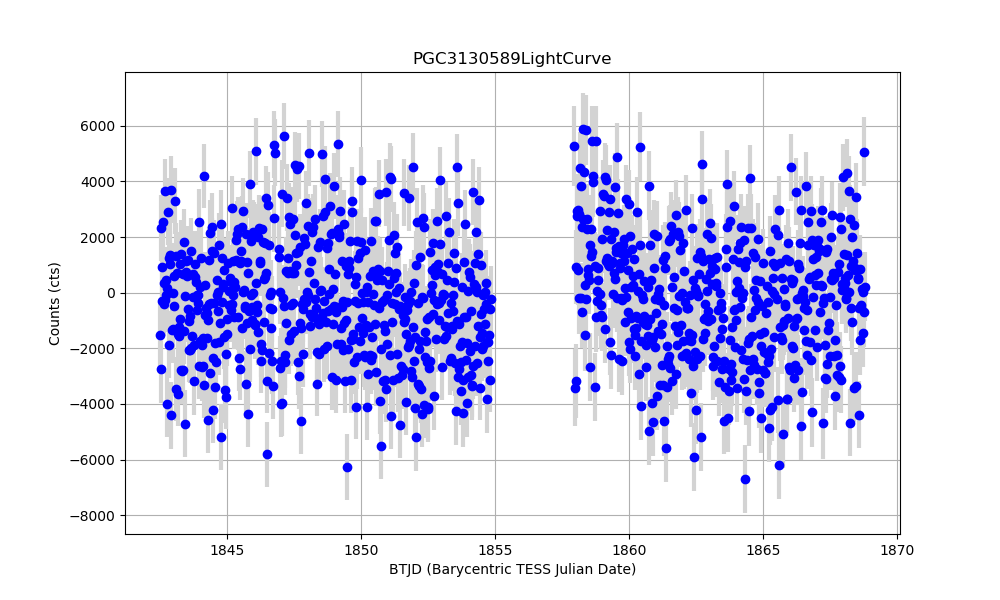 PGC3130589LightCurve
6000
4000
2000
0
−2000
−4000
−6000
−8000
Counts (cts)
1845 1850 1855 1860 1865 1870
BTJD (Barycentric TESS Julian Date)